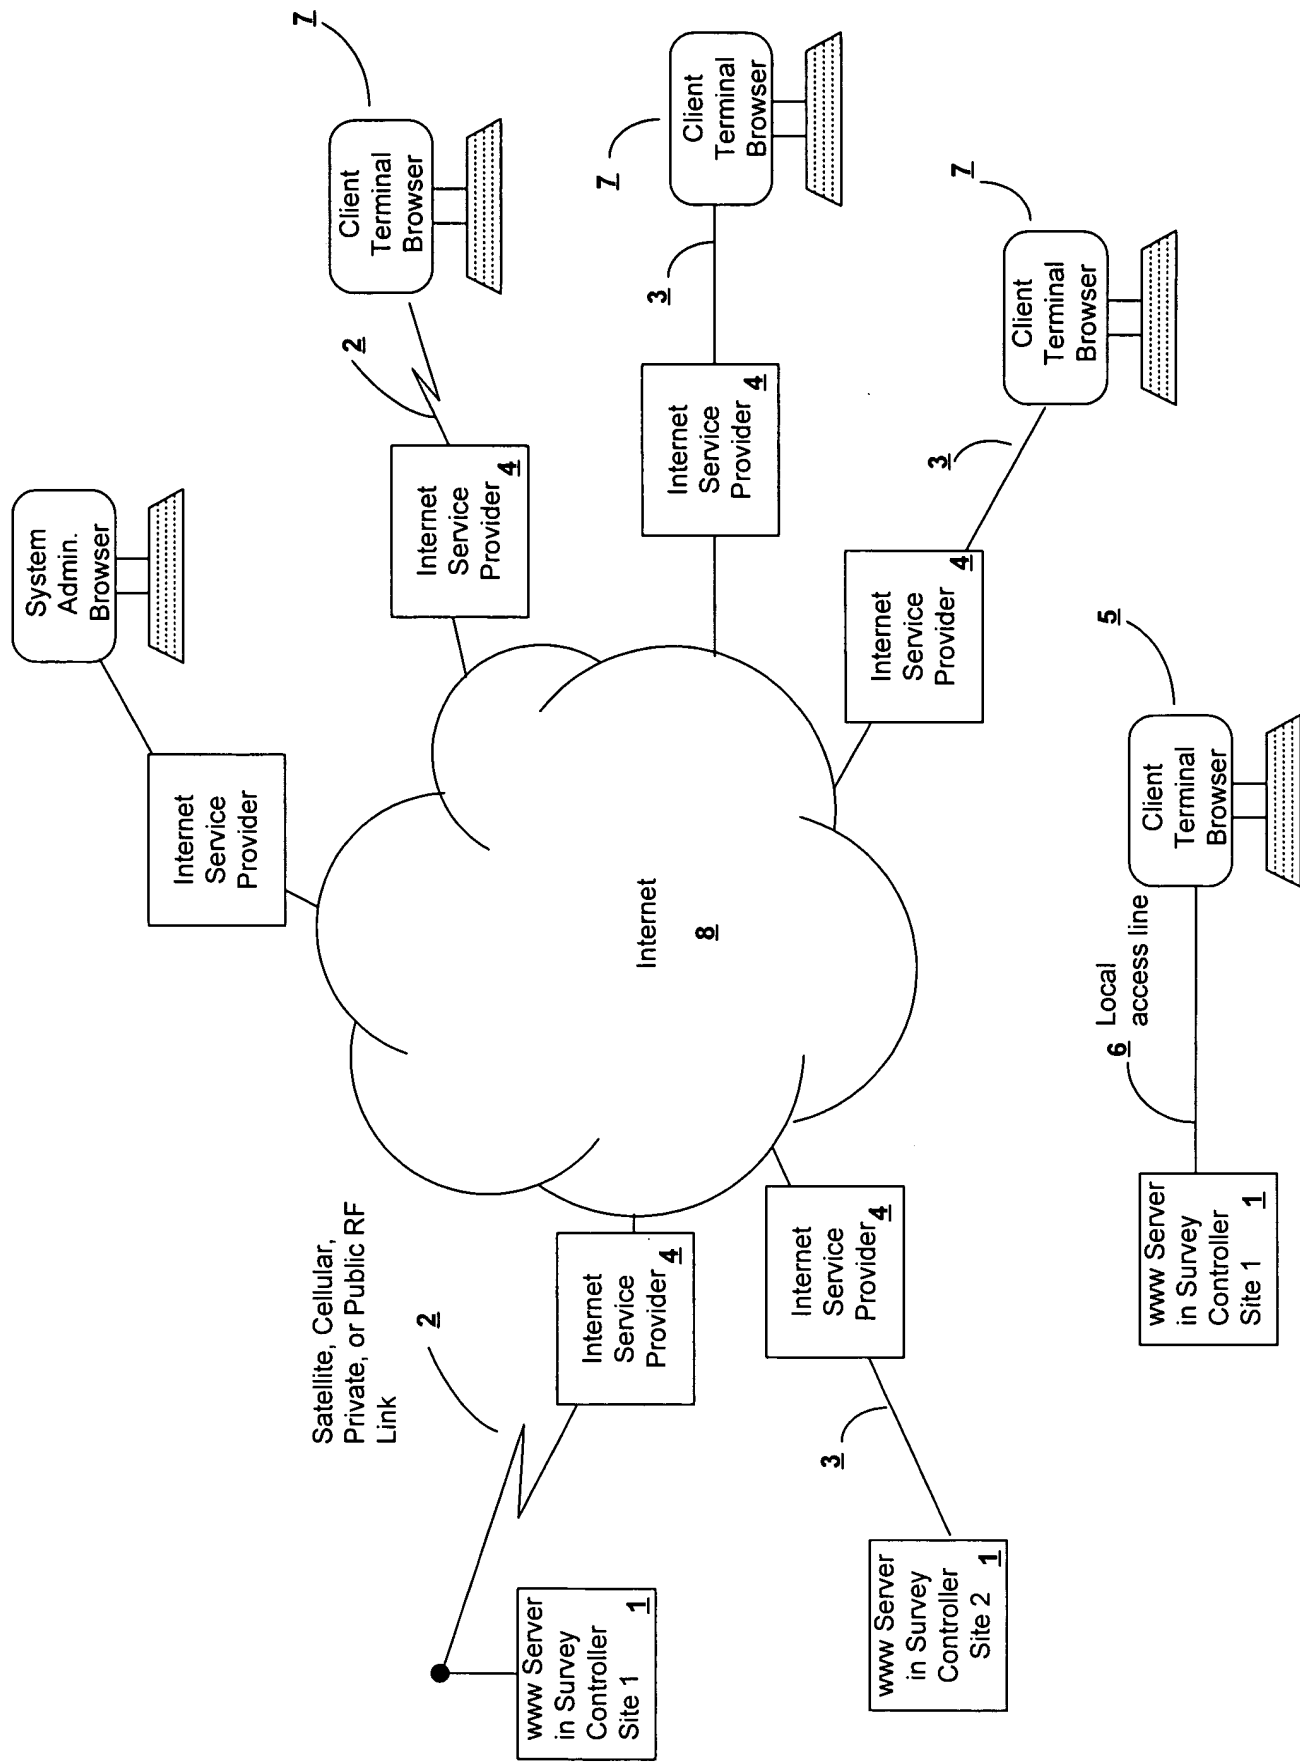 System
Admin.
Browser
Internet
Service
Provider
7
Client
Terminal
Browser
2
Internet
Service
Provider 4
7
Client
Terminal
Browser
3
Internet
Service
Provider 4
7
Client
Terminal
Browser
3
Internet
Service
Provider 4
Internet
8
Satellite, Cellular,
Private, or Public RF
Link
2
Internet
Service
Provider 4
www Server
in Survey
Controller
Site 1 1
Internet
Service
Provider 4
3
www Server
in Survey
Controller
Site 2 1
www Server
in Survey
Controller
Site 1 1
6 Local
access line
5
Client
Terminal
Browser